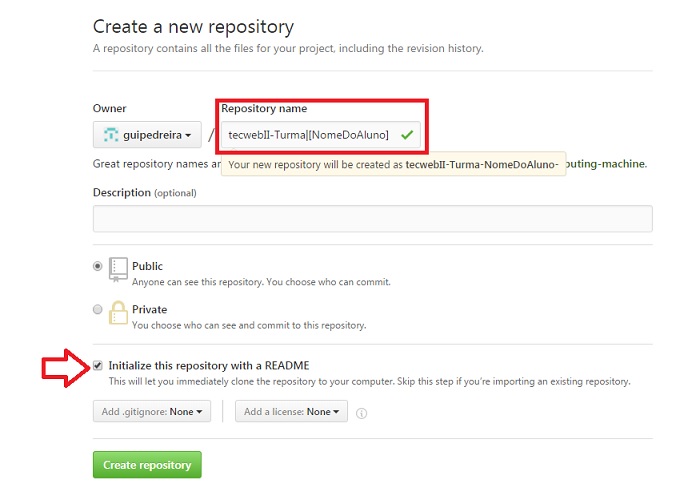 Create a new repository
A repository contains all the files for your project, including the revision history.
Owner
Repository name
guipedreira
/
tecwebII-Turma|[NomeDoAluno]
Great repository names ar
Your new repository will be created as tecwebII-Turma-NomeDoAluno-
puting-machine.
Description (optional)
Public
Anyone can see this repository. You choose who can commit.
Private
You choose who can see and commit to this repository.
Initialize this repository with a README
This will let you immediately clone the repository to your computer. Skip this step if you're importing an existing repository.
Add .gitignore: None
Add a license: None
Create repository